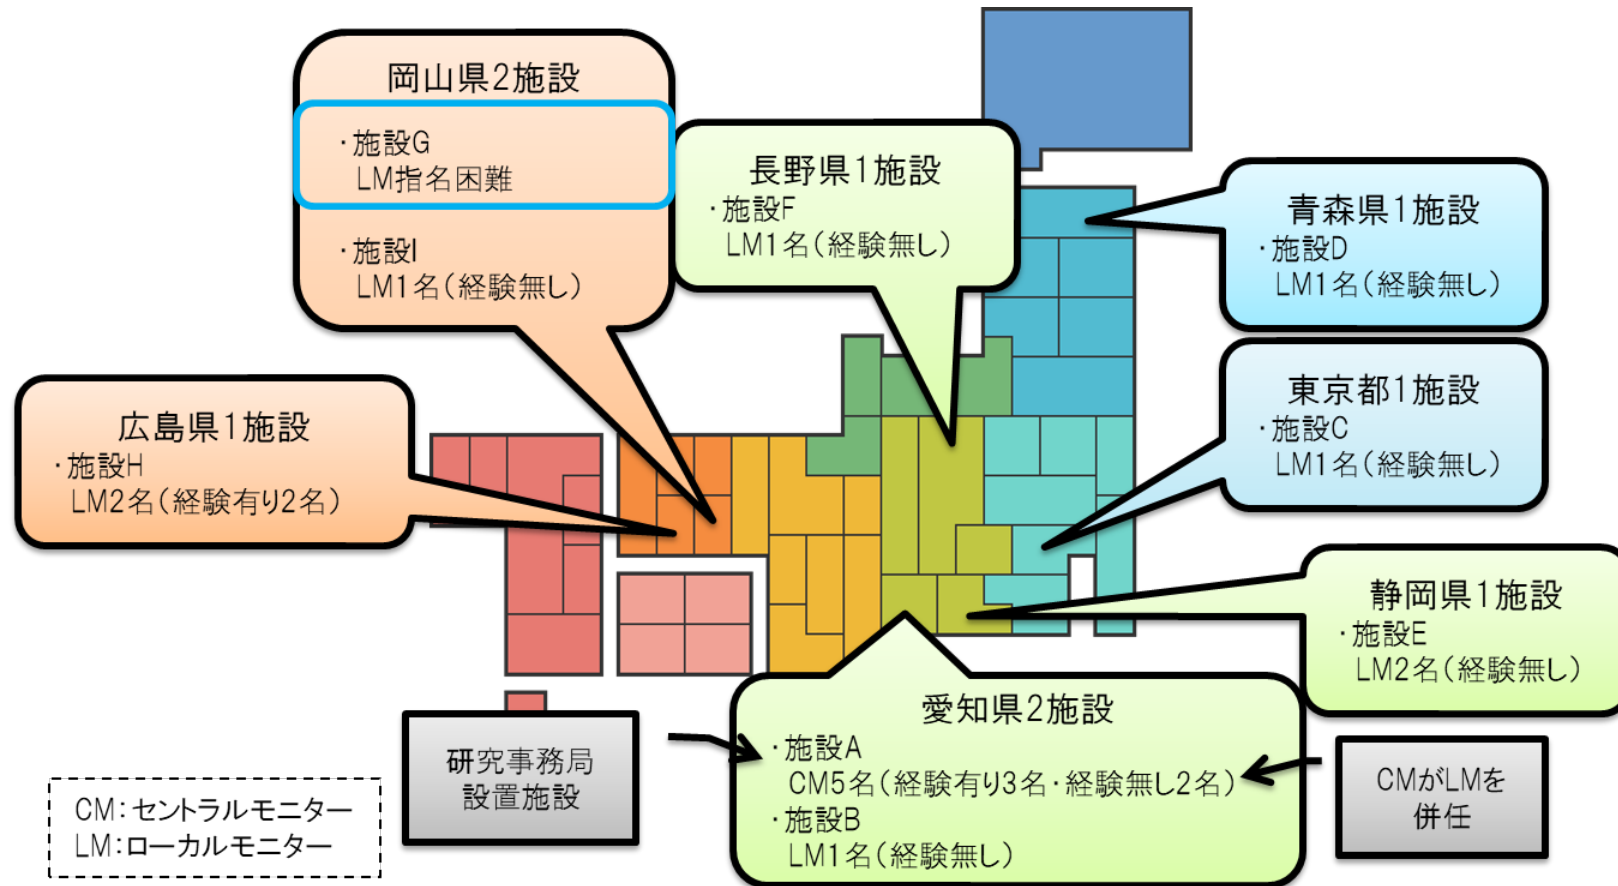 岡山県2施設
・施設G
LM指名困難
・施設I
LM1名(経験無し)
長野県1施設
・施設F
LM1名(経験無し)
青森県1施設
・施設D
LM1名(経験無し)
東京都1施設
・施設C
LM1名(経験無し)
広島県1施設
・施設H
LM2名(経験有り2名)
静岡県1施設
・施設E
LM2名(経験無し)
愛知県2施設
・施設A
CM5名(経験有り3名・経験無し2名)
・施設B
LM1名(経験無し)
研究事務局
設置施設
CMがLMを
併任
CM:セントラルモニター
LM:ローカルモニター